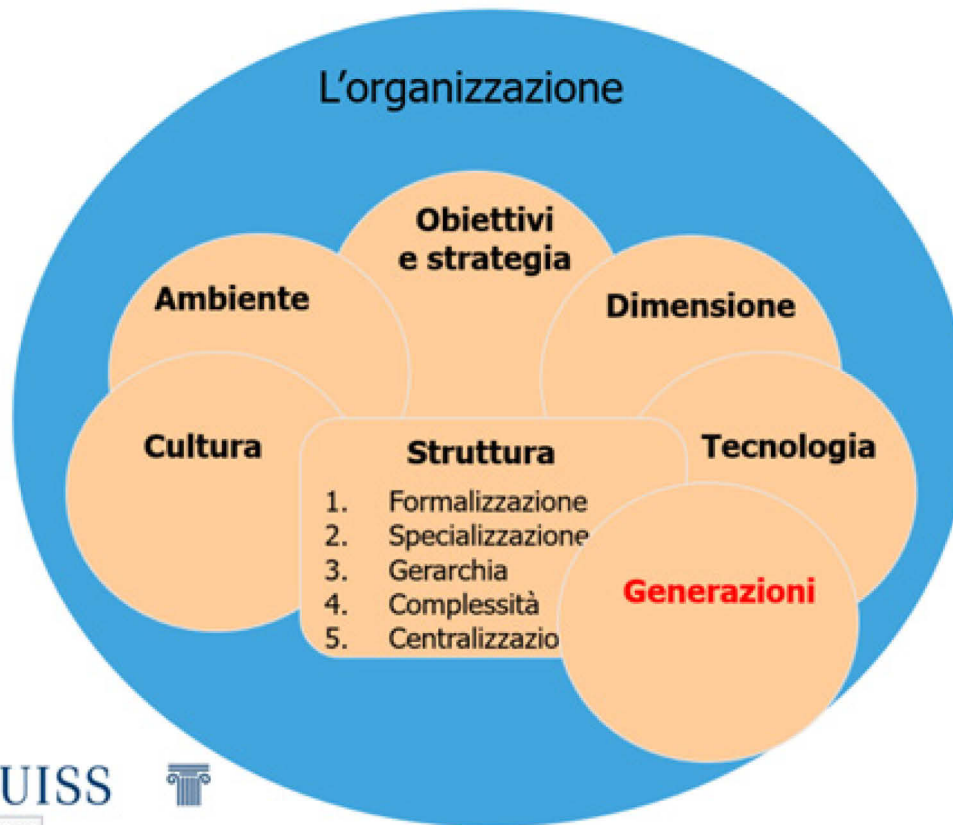 L'organizzazione
Obiettivi
e strategia
Ambiente
Dimensione
Cultura
Struttura
Tecnologia
1. Formalizzazione
2. Specializzazione
3. Gerarchia
4. Complessità
5. Centralizzazio
Generazioni
UISS